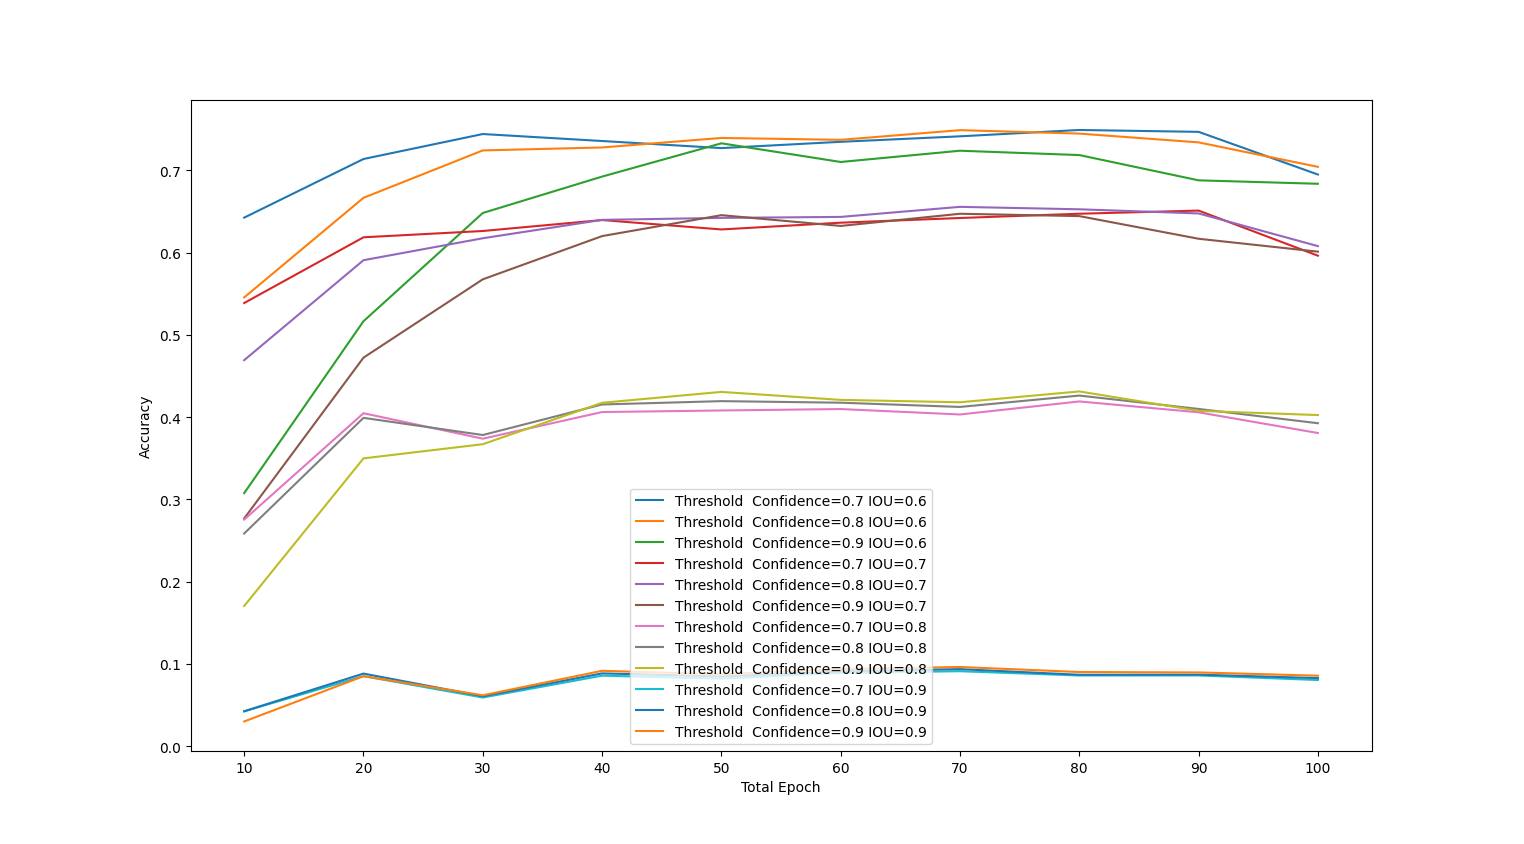 0.7
0.6
0.5
0.4
0.3
0.2
0.1
0.0
Accuracy
Threshold  Confidence=0.7 IOU=0.6
Threshold  Confidence=0.8 IOU=0.6
Threshold  Confidence=0.9 IOU=0.6
Threshold  Confidence=0.7 IOU=0.7
Threshold  Confidence=0.8 IOU=0.7
Threshold  Confidence=0.9 IOU=0.7
Threshold  Confidence=0.7 IOU=0.8
Threshold  Confidence=0.8 IOU=0.8
Threshold  Confidence=0.9 IOU=0.8
Threshold  Confidence=0.7 IOU=0.9
Threshold  Confidence=0.8 IOU=0.9
Threshold  Confidence=0.9 IOU=0.9
10 20 30 40 50 60 70 80 90 100
Total Epoch